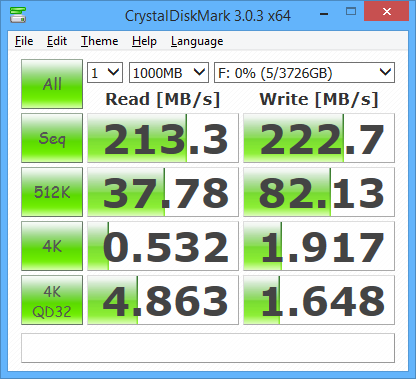 CrystalDiskMark 3.0.3 x64
File Edit Theme Help Language
All 1 1000MB F: 0% (5/3726GB)
Read [MB/s] Write [MB/s]
Seq 213.3 222.7
512K 37.78 82.13
4K 0.532 1.917
4K QD32 4.863 1.648